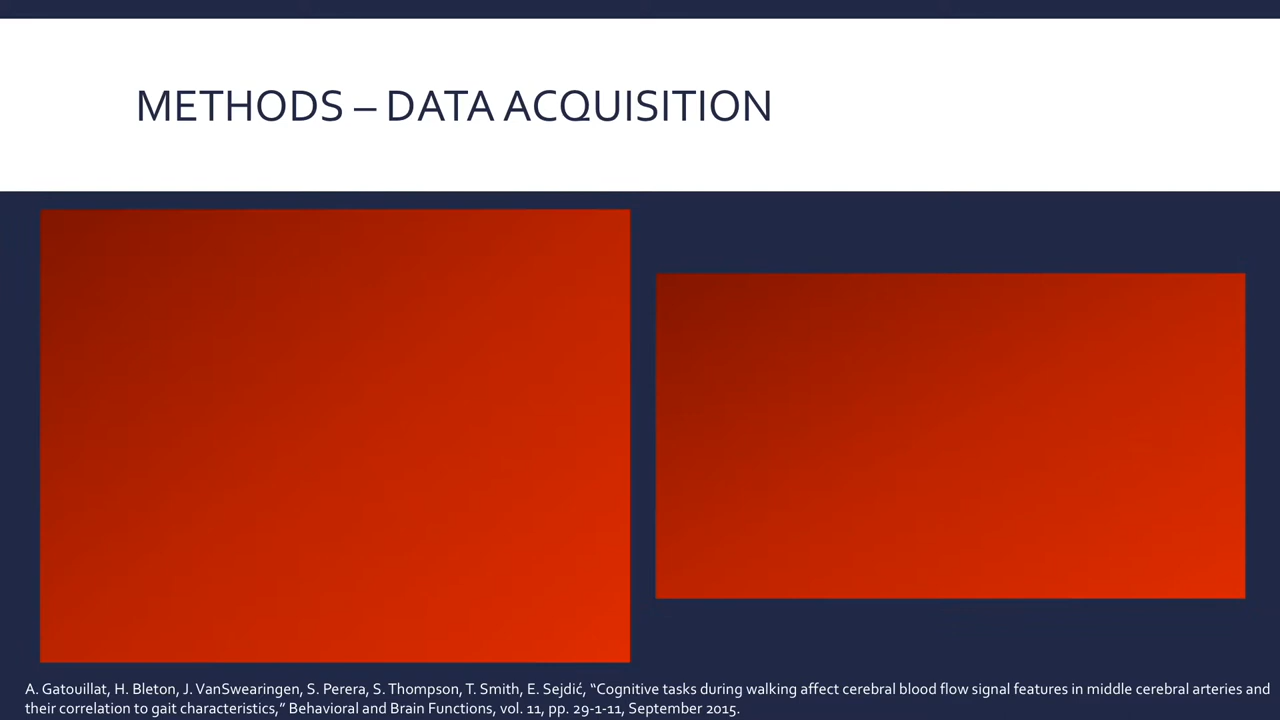 METHODS – DATA ACQUISITION
A. Gatouillat, H. Bleton, J. VanSwearingen, S. Perera, S. Thompson, T. Smith, E. Sejdić, “Cognitive tasks during walking affect cerebral blood flow signal features in middle cerebral arteries and
their correlation to gait characteristics,” Behavioral and Brain Functions, vol. 11, pp. 29-1-11, September 2015.